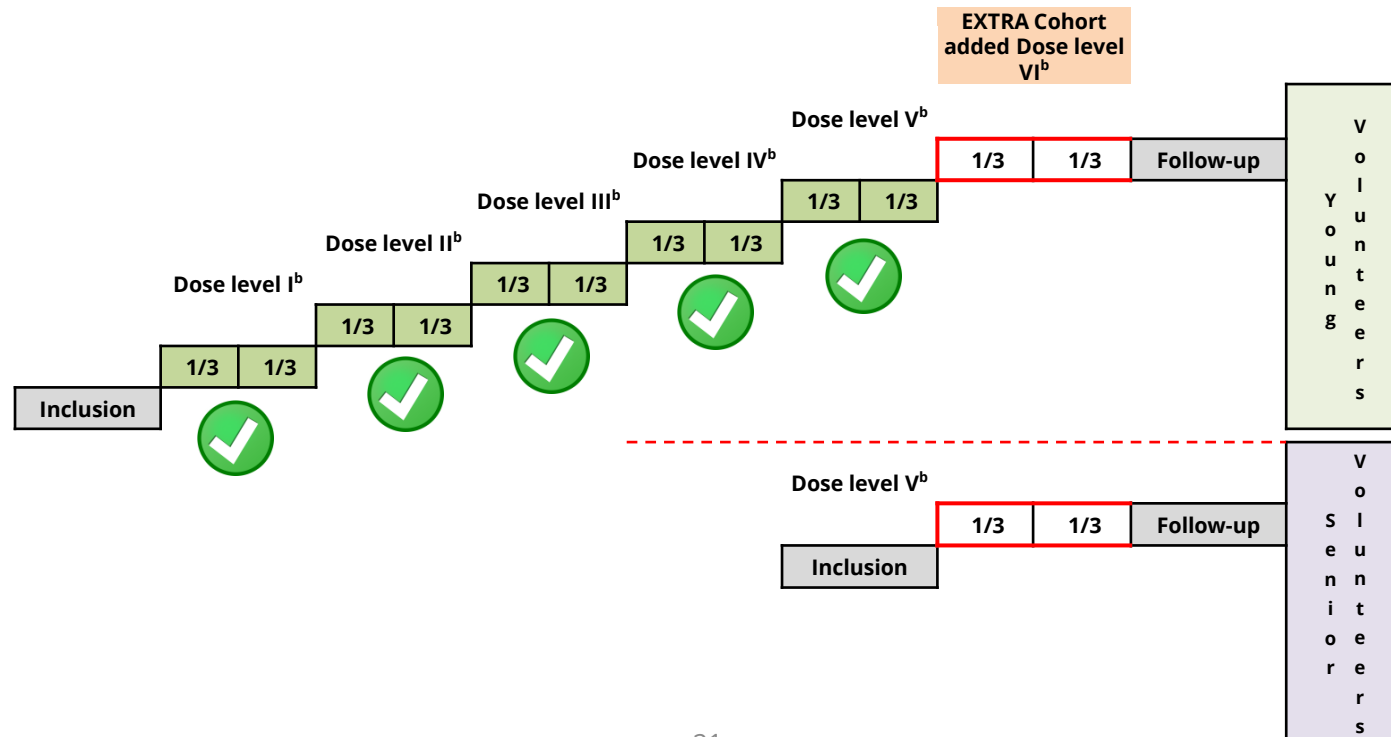 EXTRA Cohort
added Dose level
VIᵇ
Dose level Vᵇ
1/3 1/3 Follow-up
Dose level IVᵇ
1/3 1/3
Dose level IIIᵇ
1/3 1/3
Dose level IIᵇ
1/3 1/3
Dose level Iᵇ
1/3 1/3
1/3 1/3
Inclusion
Young
Volunteers
Dose level Vᵇ
1/3 1/3 Follow-up
Inclusion
Senior
Volunteers